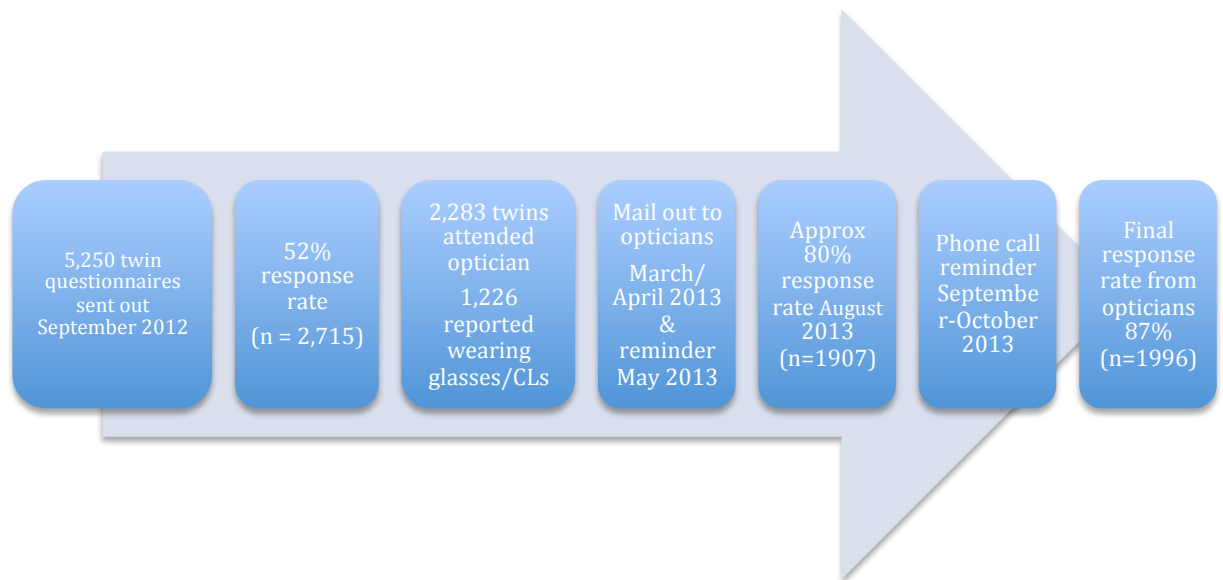 5,250 twin
questionnaires
sent out
September 2012
52%
response
rate
(n = 2,715)
2,283 twins
attended
optician
1,226
reported
wearing
glasses/CLs
Mail out to
opticians
March/
April 2013
&
reminder
May 2013
Approx
80%
response
rate August
2013
(n=1907)
Phone call
reminder
Septembe
r-October
2013
Final
response
rate from
opticians
87%
(n=1996)